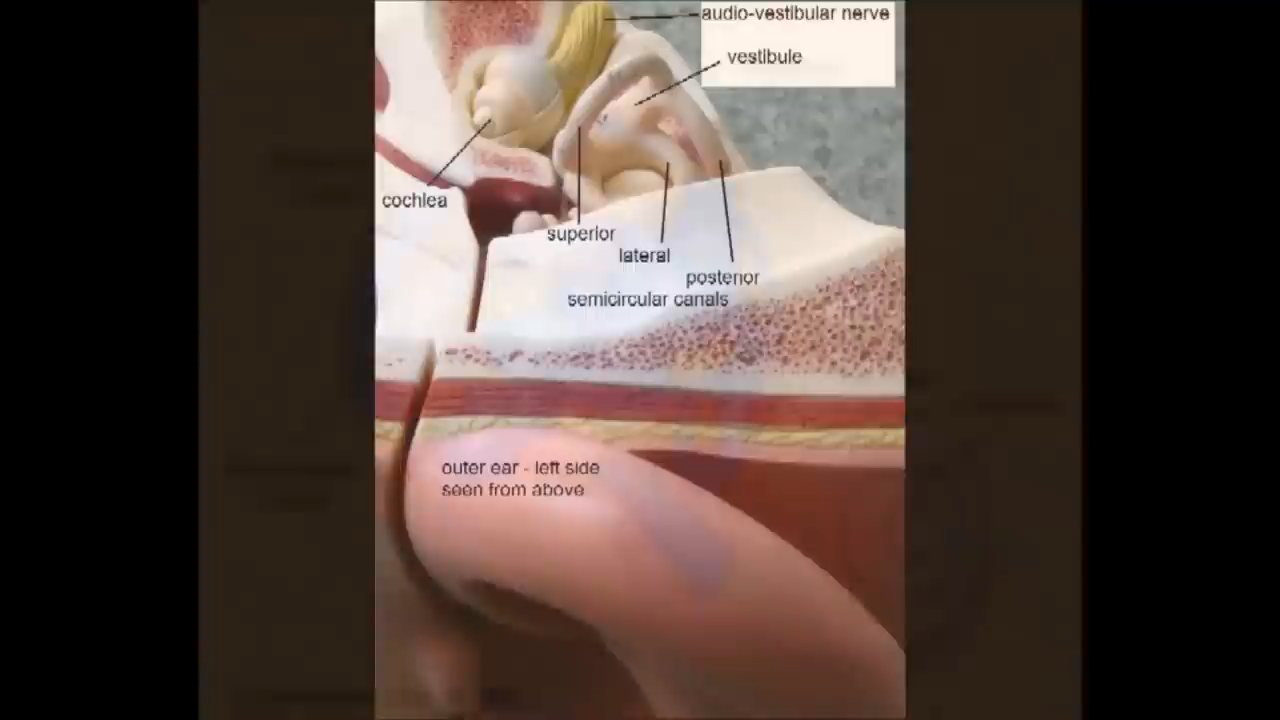 audio-vestibular nerve
vestibule
cochlea
superior
lateral
posterior
semicircular canals
outer ear - left side
seen from above